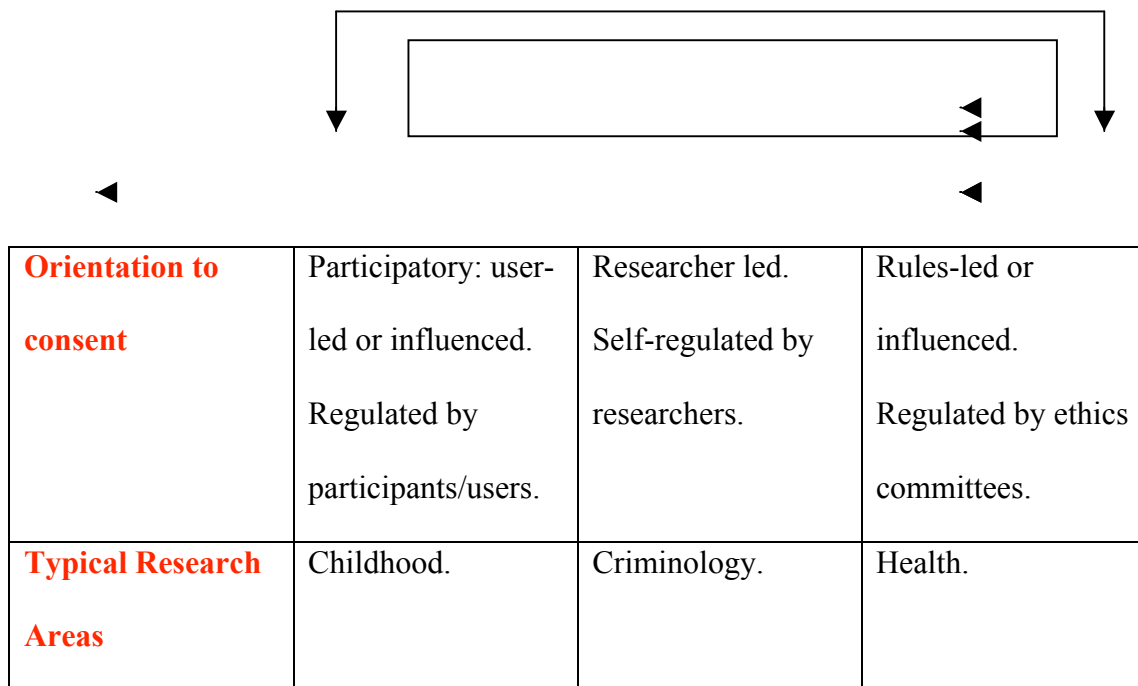 Orientation to
consent
Participatory: user-
led or influenced.
Regulated by
participants/users.
Researcher led.
Self-regulated by
researchers.
Rules-led or
influenced.
Regulated by ethics
committees.
Typical Research
Areas
Childhood.
Criminology.
Health.